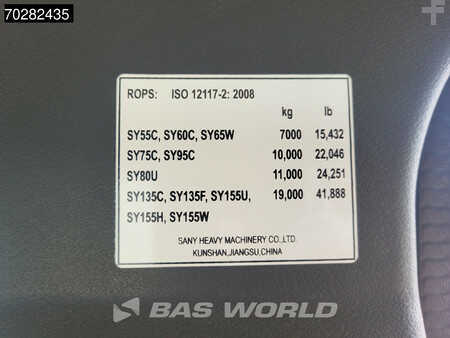 70282435
ROPS: ISO 12117-2: 2008
kg lb
SY55C, SY60C, SY65W 7000 15,432
SY75C, SY95C 10,000 22,046
SY80U 11,000 24,251
SY135C, SY135F, SY155U, 19,000 41,888
SY155H, SY155W
SANY HEAVY MACHINERY CO.,LTD.
KUNSHAN,JIANGSU,CHINA
BAS WORLD